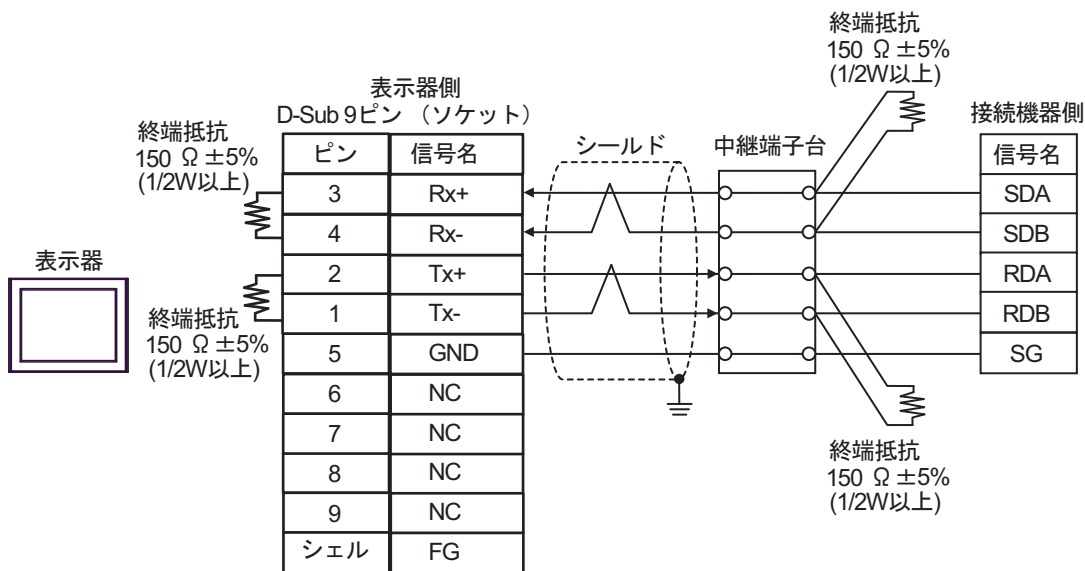 終端抵抗
150 Ω ±5%
(1/2W以上)
表示器側
D-Sub 9ピン （ソケット）
接続機器側
終端抵抗
150 Ω ±5%
(1/2W以上)
シールド
中継端子台
ピン 信号名
信号名
3 Rx+
SDA
4 Rx-
SDB
表示器
2 Tx+
RDA
1 Tx-
RDB
終端抵抗
150 Ω ±5%
(1/2W以上)
5 GND
SG
6 NC
7 NC
8 NC
9 NC
シェル FG
終端抵抗
150 Ω ±5%
(1/2W以上)